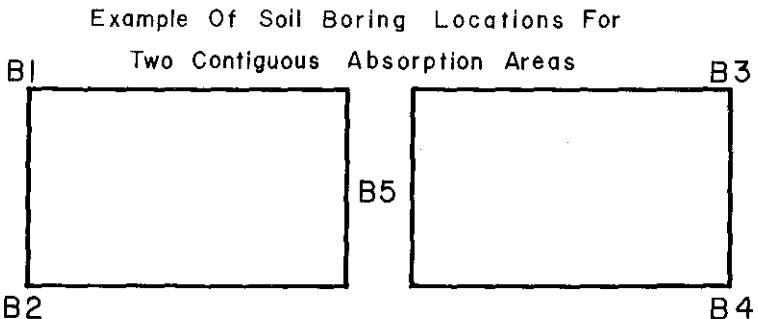 Example Of Soil Boring Locations For
Two Contiguous Absorption Areas
B1 B3
B5
B2 B4